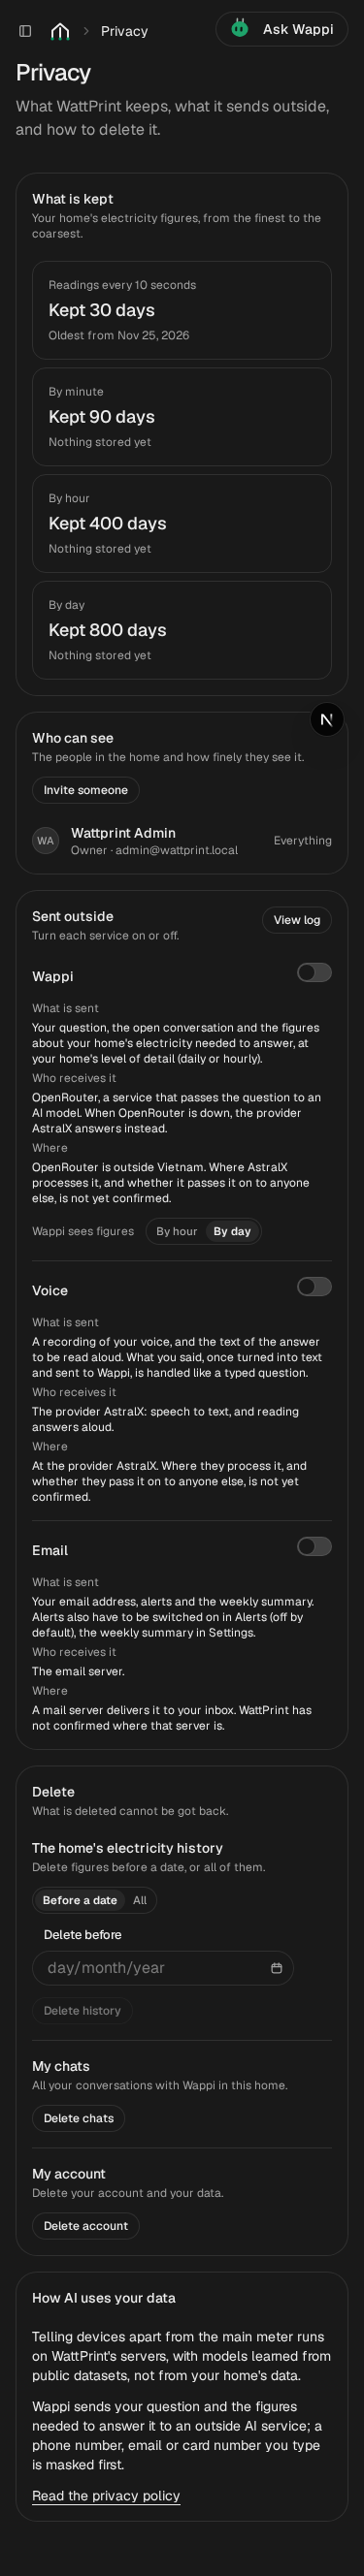 Privacy
Ask Wappi
Privacy
What WattPrint keeps, what it sends outside,
and how to delete it.
What is kept
Your home's electricity figures, from the finest to the
coarsest.
Readings every 10 seconds
Kept 30 days
Oldest from Nov 25, 2026
By minute
Kept 90 days
Nothing stored yet
By hour
Kept 400 days
Nothing stored yet
By day
Kept 800 days
Nothing stored yet
N
Who can see
The people in the home and how finely they see it.
Invite someone
WA
Wattprint Admin
Owner · admin@wattprint.local
Everything
Sent outside
Turn each service on or off.
View log
Wappi
What is sent
Your question, the open conversation and the figures
about your home's electricity needed to answer, at
your home's level of detail (daily or hourly).
Who receives it
OpenRouter, a service that passes the question to an
AI model. When OpenRouter is down, the provider
AstralX answers instead.
Where
OpenRouter is outside Vietnam. Where AstralX
processes it, and whether it passes it on to anyone
else, is not yet confirmed.
Wappi sees figures
By hour
By day
Voice
What is sent
A recording of your voice, and the text of the answer
to be read aloud. What you said, once turned into text
and sent to Wappi, is handled like a typed question.
Who receives it
The provider AstralX: speech to text, and reading
answers aloud.
Where
At the provider AstralX. Where they process it, and
whether they pass it on to anyone else, is not yet
confirmed.
Email
What is sent
Your email address, alerts and the weekly summary.
Alerts also have to be switched on in Alerts (off by
default), the weekly summary in Settings.
Who receives it
The email server.
Where
A mail server delivers it to your inbox. WattPrint has
not confirmed where that server is.
Delete
What is deleted cannot be got back.
The home's electricity history
Delete figures before a date, or all of them.
Before a date
All
Delete before
day/month/year
Delete history
My chats
All your conversations with Wappi in this home.
Delete chats
My account
Delete your account and your data.
Delete account
How AI uses your data
Telling devices apart from the main meter runs
on WattPrint's servers, with models learned from
public datasets, not from your home's data.
Wappi sends your question and the figures
needed to answer it to an outside AI service; a
phone number, email or card number you type
is masked first.
Read the privacy policy